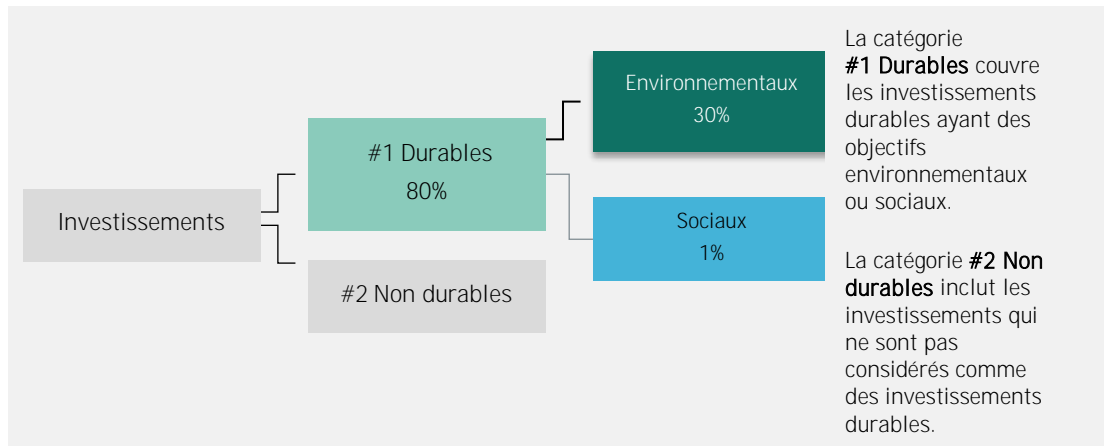 Investissements
#1 Durables
80%
#2 Non durables
Environnementaux
30%
Sociaux
1%
La catégorie
#1 Durables couvre
les investissements
durables ayant des
objectifs
environnementaux
ou sociaux.
La catégorie #2 Non
durables inclut les
investissements qui
ne sont pas
considérés comme
des investissements
durables.